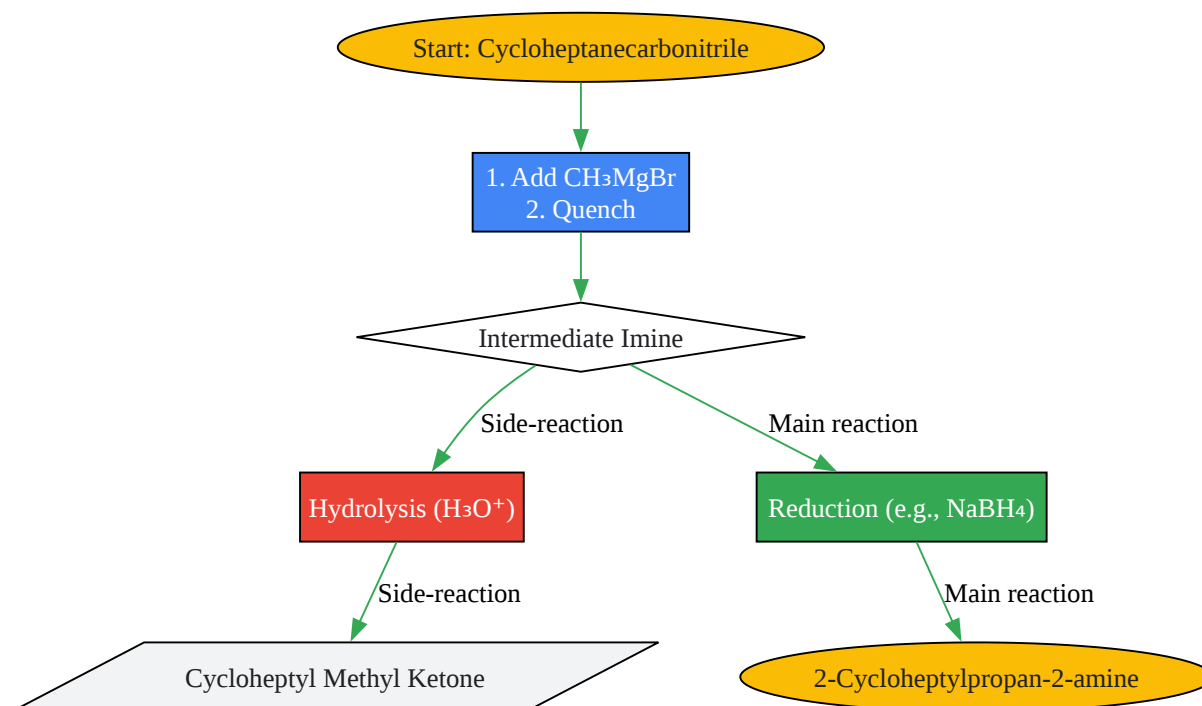 Start: Cycloheptanecarbonitrile
1. Add CH₃MgBr
2. Quench
Intermediate Imine
Side-reaction
Main reaction
Hydrolysis (H₃O⁺)
Reduction (e.g., NaBH₄)
Side-reaction
Main reaction
Cycloheptyl Methyl Ketone
2-Cycloheptylpropan-2-amine